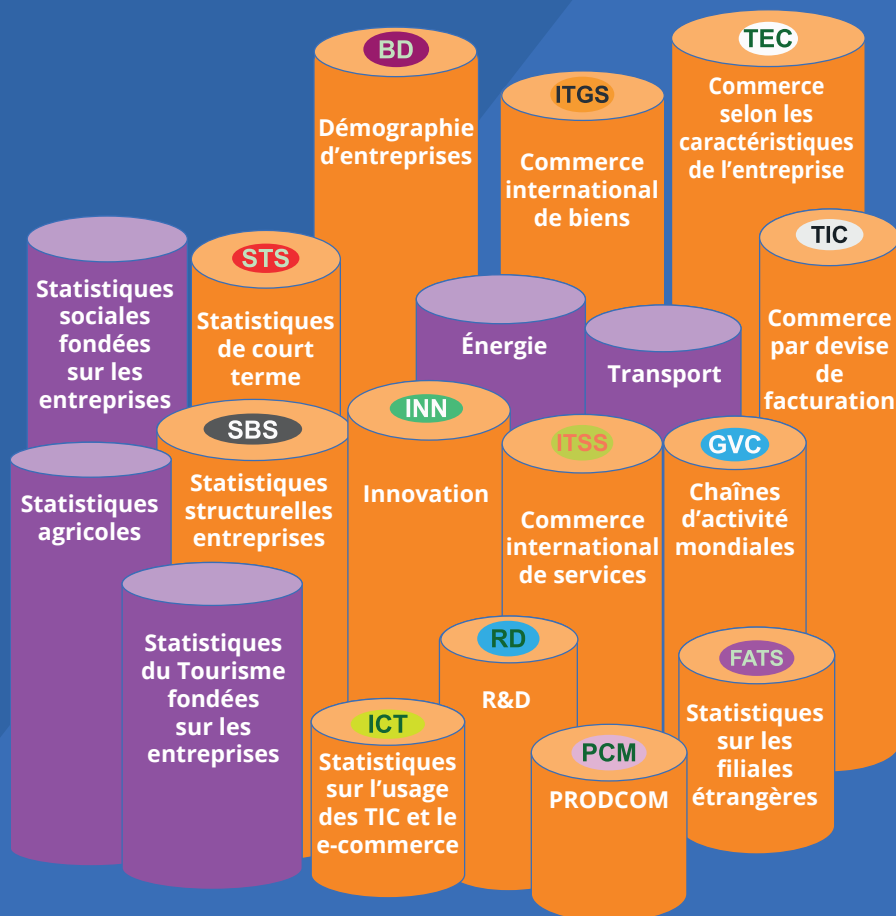 BD
Démographie
d'entreprises
ITGS
Commerce
international
de biens
TEC
Commerce
selon les
caractéristiques
de l'entreprise
Statistiques
sociales
fondées
sur les
entreprises
STS
Statistiques
de court
terme
Énergie
Transport
TIC
Commerce
par devise
de
facturation
Statistiques
agricoles
SBS
Statistiques
structurelles
entreprises
INN
Innovation
ITSS
Commerce
international
de services
GVC
Chaînes
d'activité
mondiales
Statistiques
du Tourisme
fondées
sur les
entreprises
ICT
Statistiques
sur l'usage
des TIC et le
e-commerce
RD
R&D
PCM
PRODCOM
FATS
Statistiques
sur les
filiales
étrangères